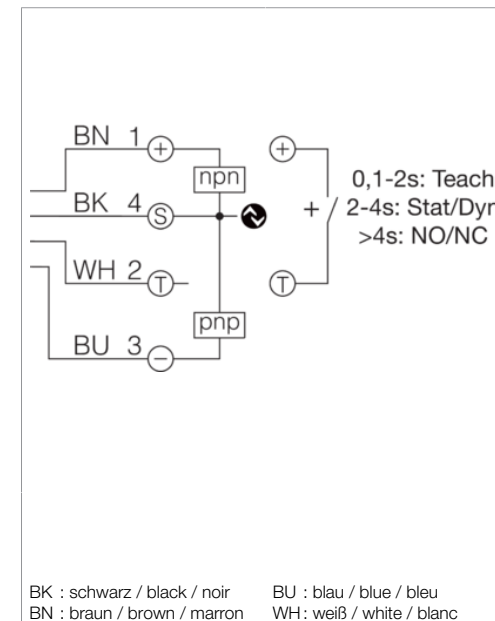 BN 1 +
npn
BK 4 S
WH 2 T
pnp
BU 3 −
+
0,1-2s: Teach
+ 2-4s: Stat/Dyn
>4s: NO/NC
T
BK : schwarz / black / noir
BN : braun / brown / marron
BU : blau / blue / bleu
WH : weiß / white / blanc